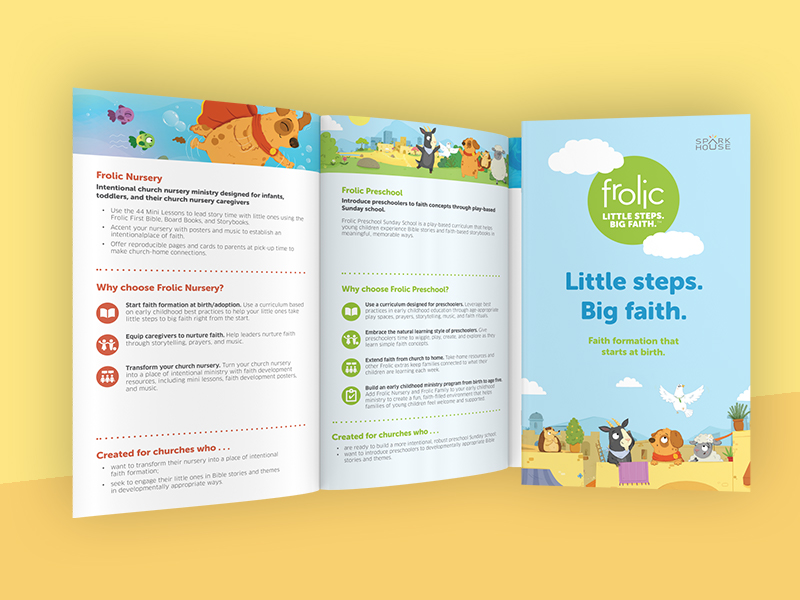 Frolic Nursery
Intentional church nursery ministry designed for infants,
toddlers, and their church nursery caregivers
• Use the 44 Mini Lessons to lead story time with little ones using the
Frolic First Bible, Board Books, and Storybooks.
• Accent your nursery with posters and music to establish an
intentionalplace of faith.
• Offer reproducible pages and cards to parents at pick-up time to
make church-home connections.
Why choose Frolic Nursery?
Start faith formation at birth/adoption. Use a curriculum based
on early childhood best practices to help your little ones take
little steps to big faith right from the start.
Equip caregivers to nurture faith. Help leaders nurture faith
through storytelling, prayers, and music.
Transform your church nursery. Turn your church nursery
into a place of intentional ministry with faith development
resources, including mini lessons, faith development posters,
and music.
Created for churches who . . .
• want to transform their nursery into a place of intentional
faith formation;
• seek to engage their little ones in Bible stories and themes
in developmentally appropriate ways.
Frolic Preschool
Introduce preschoolers to faith concepts through play-based
Sunday school.
Frolic Preschool Sunday School is a play-based curriculum that helps
young children experience Bible stories and faith-based storybooks in
meaningful, memorable ways.
Why choose Frolic Preschool?
Use a curriculum designed for preschoolers. Leverage best
practices in early childhood education through age-appropriate
play spaces, prayers, storytelling, music, and faith rituals.
Embrace the natural learning style of preschoolers. Give
preschoolers time to wiggle, play, create, and explore as they
learn simple faith concepts.
Extend faith from church to home. Take home resources and
other Frolic extras keep families connected to what their
children are learning each week.
Build an early childhood ministry program from birth to age five.
Add Frolic Nursery and Frolic Family to your early childhood
ministry to create a fun, faith-filled environment that helps
families of young children feel welcome and supported.
Created for churches who . . .
• are ready to build a more intentional, robust preschool Sunday school
• want to introduce preschoolers to developmentally appropriate Bible
stories and themes.
SPARK
HOUSE
frolic
LITTLE STEPS.
BIG FAITH.™
Little steps.
Big faith.
Faith formation that
starts at birth.